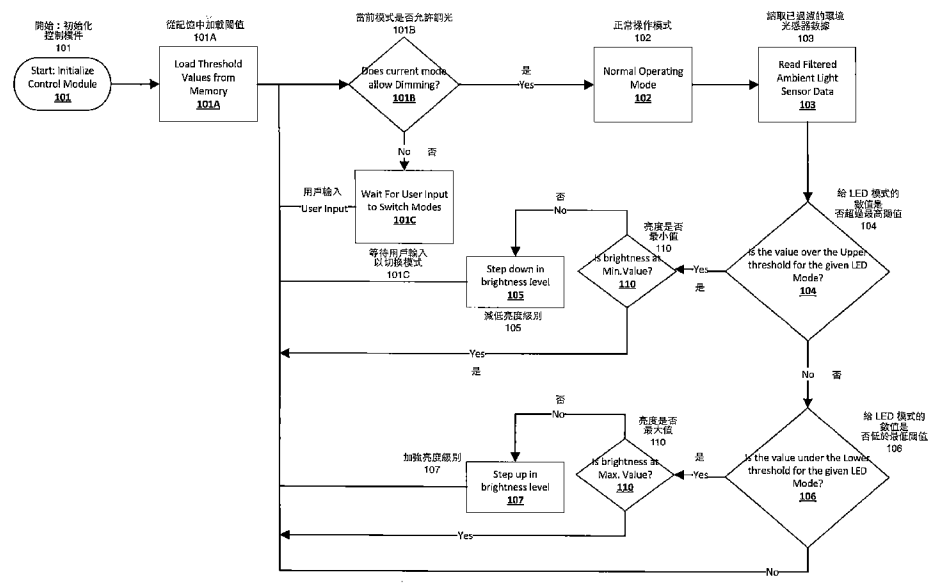 開始：初始化
控制模件
101
Start: Initialize
Control Module
101
從記憶中加載閾值
101A
Load Threshold
Values from
Memory
101A
當前模式是否允許調光
101B
Does current mode
allow Dimming?
101B
是
Yes
正常操作模式
102
Normal Operating
Mode
102
讀取已過濾的環境
光感器數據
103
Read Filtered
Ambient Light
Sensor Data
103
No 否
用戶輸入
User Input
Wait For User Input
to Switch Modes
101C
等待用戶輸入
以切換模式
101C
否
No
Step down in
brightness level
105
減低亮度級別
105
亮度是否
最小值
110
Is brightness at
Min.Value?
110
Yes
是
給 LED 模式的
數值是
否超過最高閾值
104
Is the value over the Upper
threshold for the given LED
Mode?
104
Yes
是
No 否
否
No
加強亮度級別
107
Step up in
brightness level
107
亮度是否
最大值
110
Is brightness at
Max. Value?
110
是
Yes
給 LED 模式的
數值是
否低於最低閾值
106
Is the value under the Lower
threshold for the given LED
Mode?
106
Yes
No